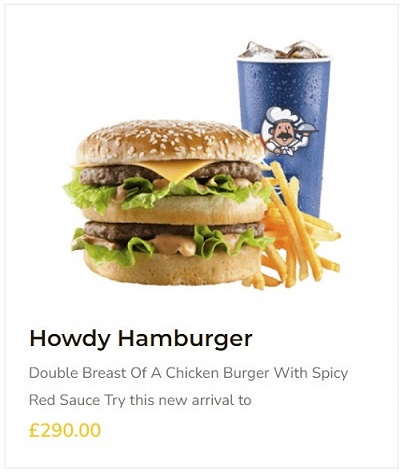 Howdy Hamburger
Double Breast Of A Chicken Burger With Spicy
Red Sauce Try this new arrival to
£290.00